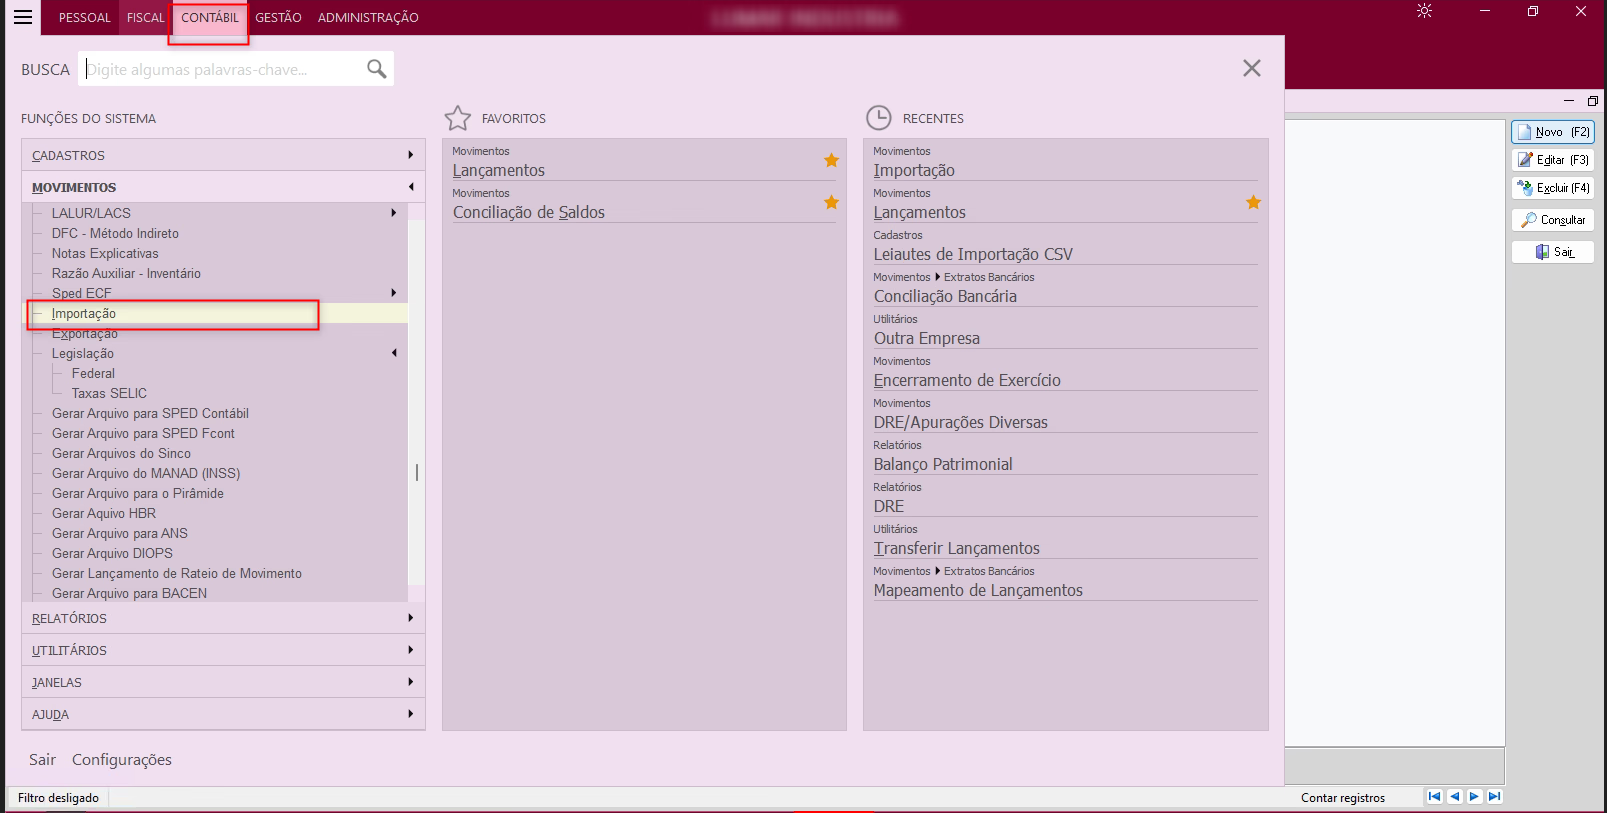 PESSOAL FISCAL CONTÁBIL GESTÃO ADMINISTRAÇÃO
BUSCA Digite algumas palavras-chave...
FUNÇÕES DO SISTEMA
CADASTROS
MOVIMENTOS
LALUR/LACS
DFC - Método Indireto
Notas Explicativas
Razão Auxiliar - Inventário
Sped ECF
Importação
Exportação
Legislação
Federal
Taxas SELIC
Gerar Arquivo para SPED Contábil
Gerar Arquivo para SPED Fcont
Gerar Arquivos do Sinco
Gerar Arquivo do MANAD (INSS)
Gerar Arquivo para o Pirâmide
Gerar Aquivo HBR
Gerar Arquivo para ANS
Gerar Arquivo DIOPS
Gerar Lançamento de Rateio de Movimento
Gerar Arquivo para BACEN
RELATÓRIOS
UTILITÁRIOS
JANELAS
AJUDA
Sair Configurações
FAVORITOS
Movimentos
Lançamentos
Movimentos
Conciliação de Saldos
RECENTES
Movimentos
Importação
Movimentos
Lançamentos
Cadastros
Leiautes de Importação CSV
Movimentos Extratos Bancários
Conciliação Bancária
Utilitários
Outra Empresa
Movimentos
Encerramento de Exercício
Movimentos
DRE/Apurações Diversas
Relatórios
Balanço Patrimonial
Relatórios
DRE
Utilitários
Transferir Lançamentos
Movimentos Extratos Bancários
Mapeamento de Lançamentos
Novo (F2)
Editar (F3)
Excluir (F4)
Consultar
Sair
Filtro desligado
Contar registros